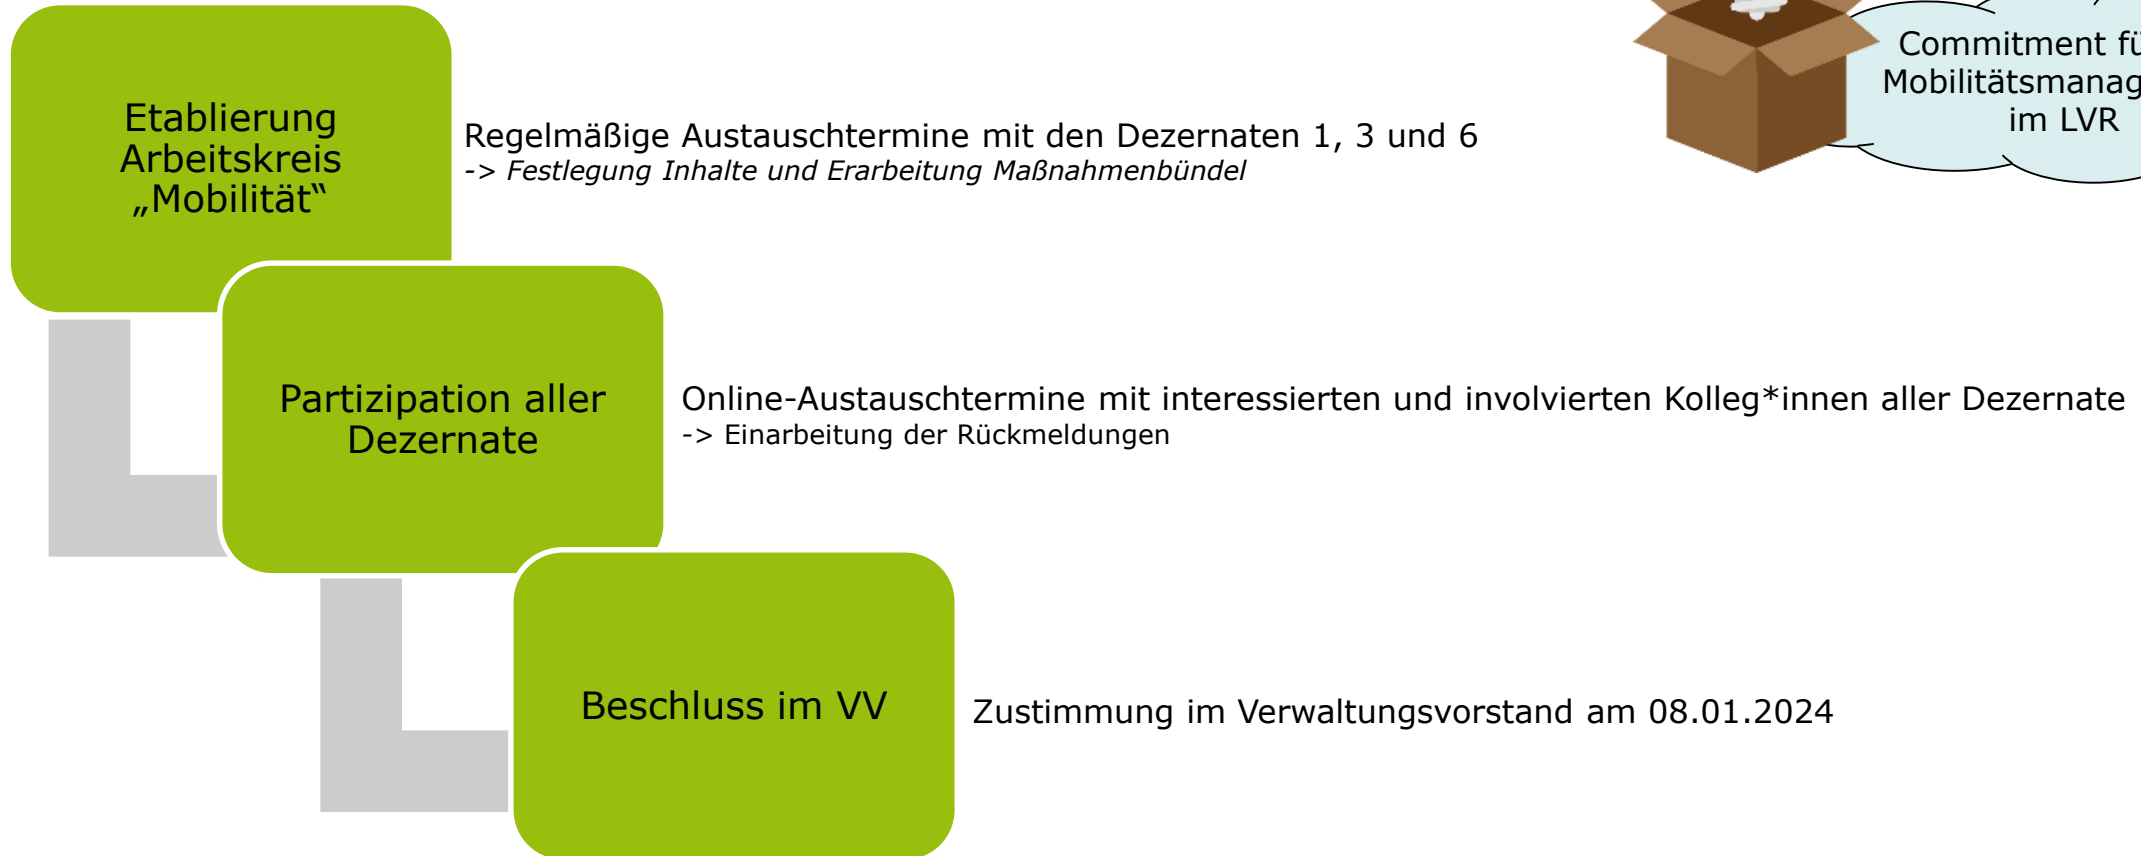 Etablierung
Arbeitskreis
„Mobilität“
Regelmäßige Austauschtermine mit den Dezernaten 1, 3 und 6
-> Festlegung Inhalte und Erarbeitung Maßnahmenbündel
Commitment
im LVR
Partizipation aller
Dezernate
Online-Austauschtermine mit interessierten und involvierten Kolleg*innen aller Dezernate
-> Einarbeitung der Rückmeldungen
Beschluss im VV
Zustimmung im Verwaltungsvorstand am 08.01.2024